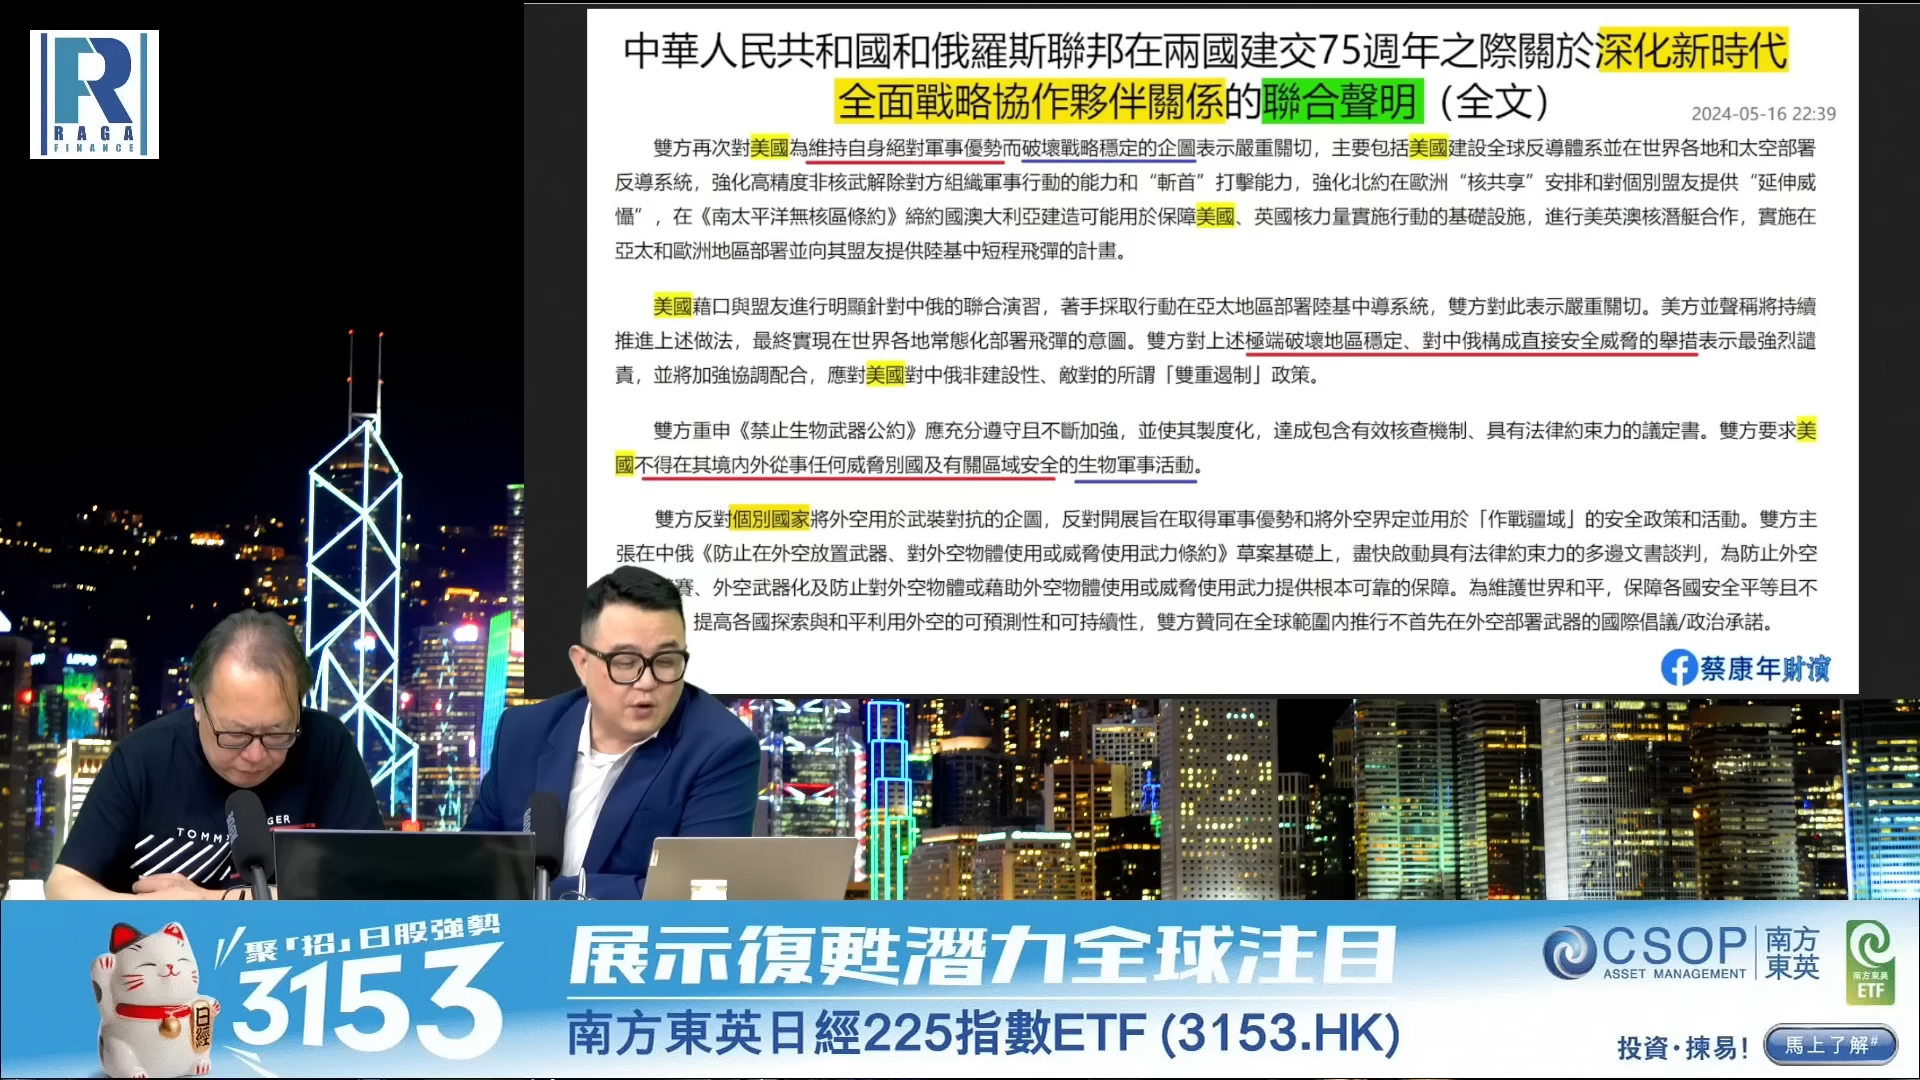 RAGA
FINANCE
中華人民共和國和俄羅斯聯邦在兩國建交75週年之際關於深化新時代
全面戰略協作夥伴關係的聯合聲明（全文）
2024-05-16 22:39
雙方再次對美國為維持自身絕對軍事優勢而破壞戰略穩定的企圖表示嚴重關切，主要包括美國建設全球反導體系並在世界各地和太空部署
反導系統，強化高精度非核武解除對方組織軍事行動的能力和“斬首”打擊能力，強化北約在歐洲“核共享”安排和對個別盟友提供“延伸威
懾”，在《南太平洋無核區條約》締約國澳大利亞建造可能用於保障美國、英國核力量實施行動的基礎設施，進行美英澳核潛艇合作，實施在
亞太和歐洲地區部署並向其盟友提供陸基中短程飛彈的計畫。
美國藉口與盟友進行明顯針對中俄的聯合演習，著手採取行動在亞太地區部署陸基中導系統，雙方對此表示嚴重關切。美方並聲稱將持續
推進上述做法，最終實現在世界各地常態化部署飛彈的意圖。雙方對上述極端破壞地區穩定、對中俄構成直接安全威脅的舉措表示最強烈譴
責，並將加強協調配合，應對美國對中俄非建設性、敵對的所謂「雙重遏制」政策。
雙方重申《禁止生物武器公約》應充分遵守且不斷加強，並使其製度化，達成包含有效核查機制、具有法律約束力的議定書。雙方要求美
國不得在其境內外從事任何威脅別國及有關區域安全的生物軍事活動。
雙方反對個別國家將外空用於武裝對抗的企圖，反對開展旨在取得軍事優勢和將外空界定並用於「作戰疆域」的安全政策和活動。雙方主
張在中俄《防止在外空放置武器、對外空物體使用或威脅使用武力條約》草案基礎上，盡快啟動具有法律約束力的多邊文書談判，為防止外空
賽、外空武器化及防止對外空物體或藉助外空物體使用或威脅使用武力提供根本可靠的保障。為維護世界和平，保障各國安全平等且不
提高各國探索與和平利用外空的可預測性和可持續性，雙方贊同在全球範圍內推行不首先在外空部署武器的國際倡議/政治承諾。
蔡康年財演
TOMM
GER
聚「招」日股強勢
3153
日經
展示復甦潛力全球注目
南方東英日經225指數ETF (3153.HK)
CSOP
ASSET MANAGEMENT
南方
東英
南方東英
ETF
投資·揀易!
馬上了解#